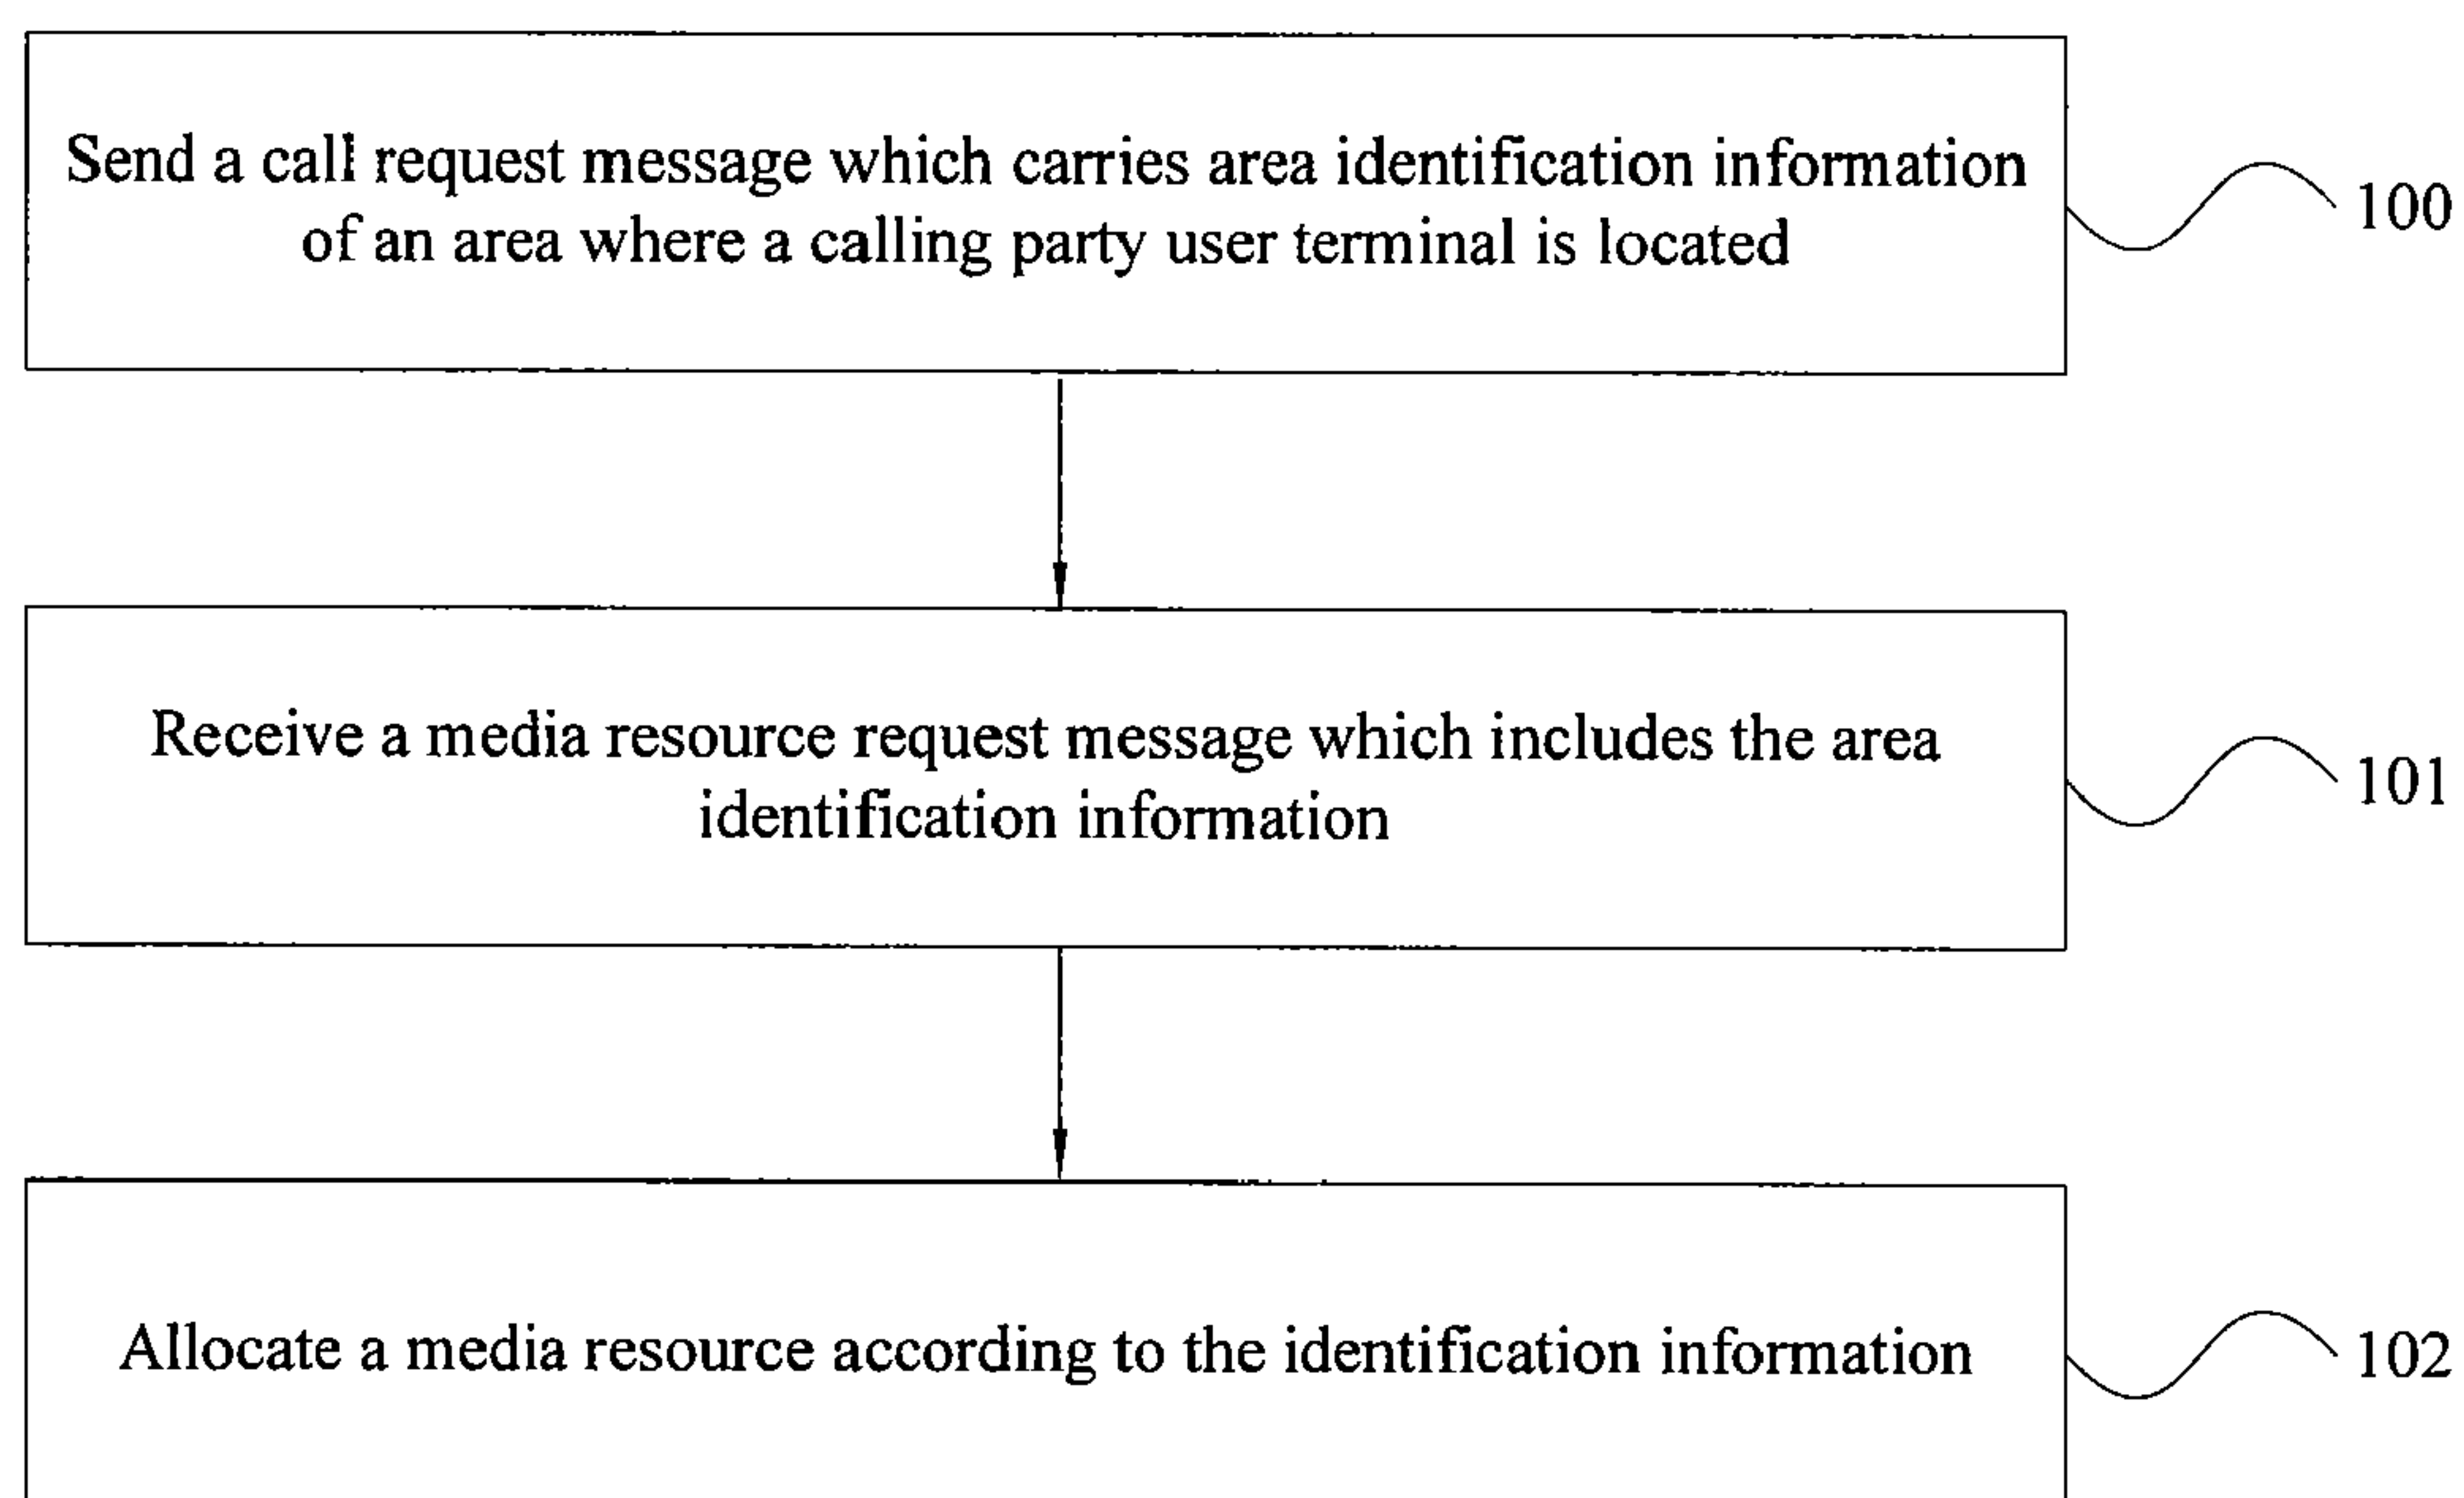 Send a call request message which carries area identification information
of an area where a calling party user terminal is located
100
Receive a media resource request message which includes the area
identification information
101
Allocate a media resource according to the identification information
102